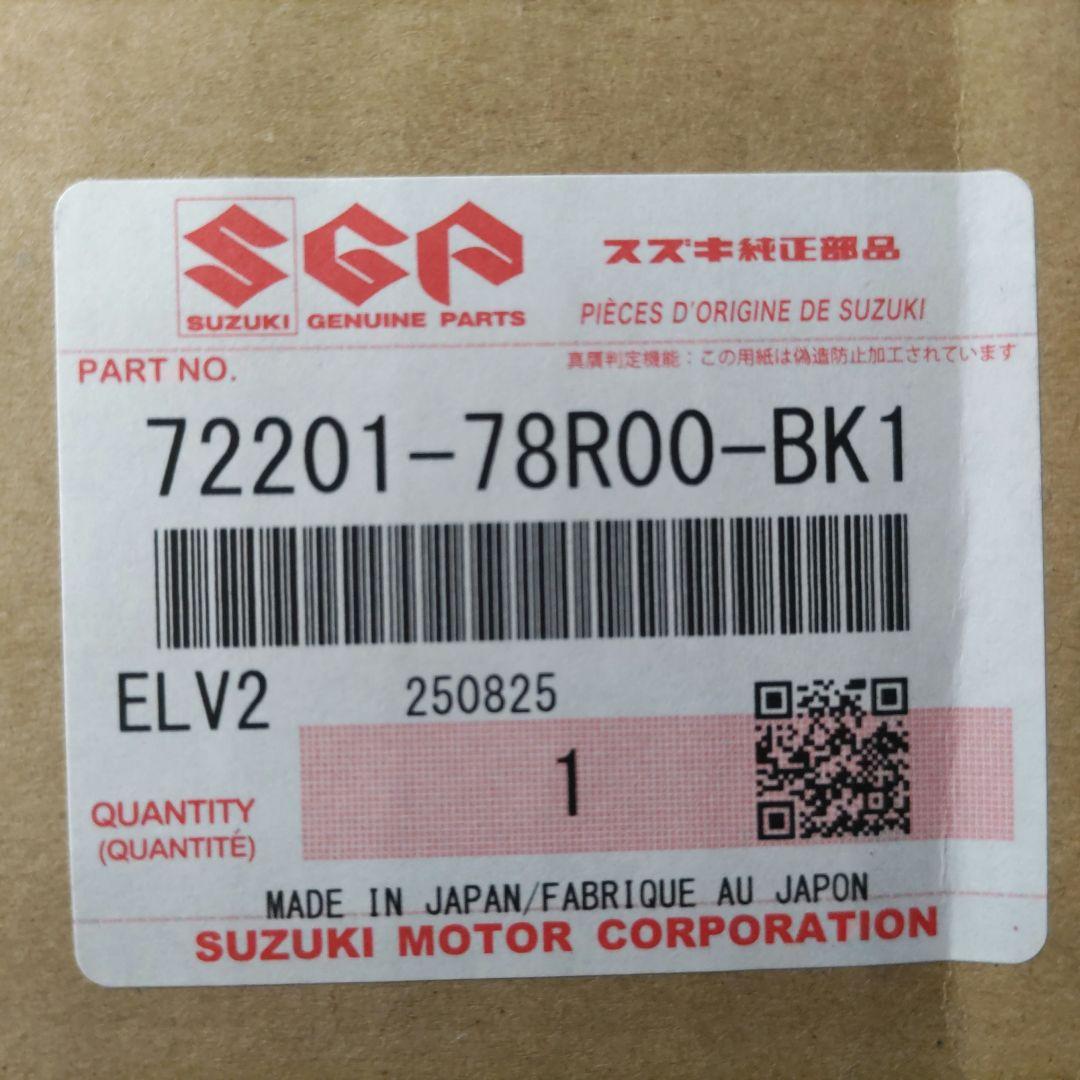 SGP
SUZUKI GENUINE PARTS
スズキ純正部品
PIÈCES D'ORIGINE DE SUZUKI
PART NO.
真贋判定機能：この用紙は偽造防止加工されています
72201-78R00-BK1
ELV2
250825
1
QUANTITY
(QUANTITÉ)
MADE IN JAPAN/FABRIQUE AU JAPON
SUZUKI MOTOR CORPORATION